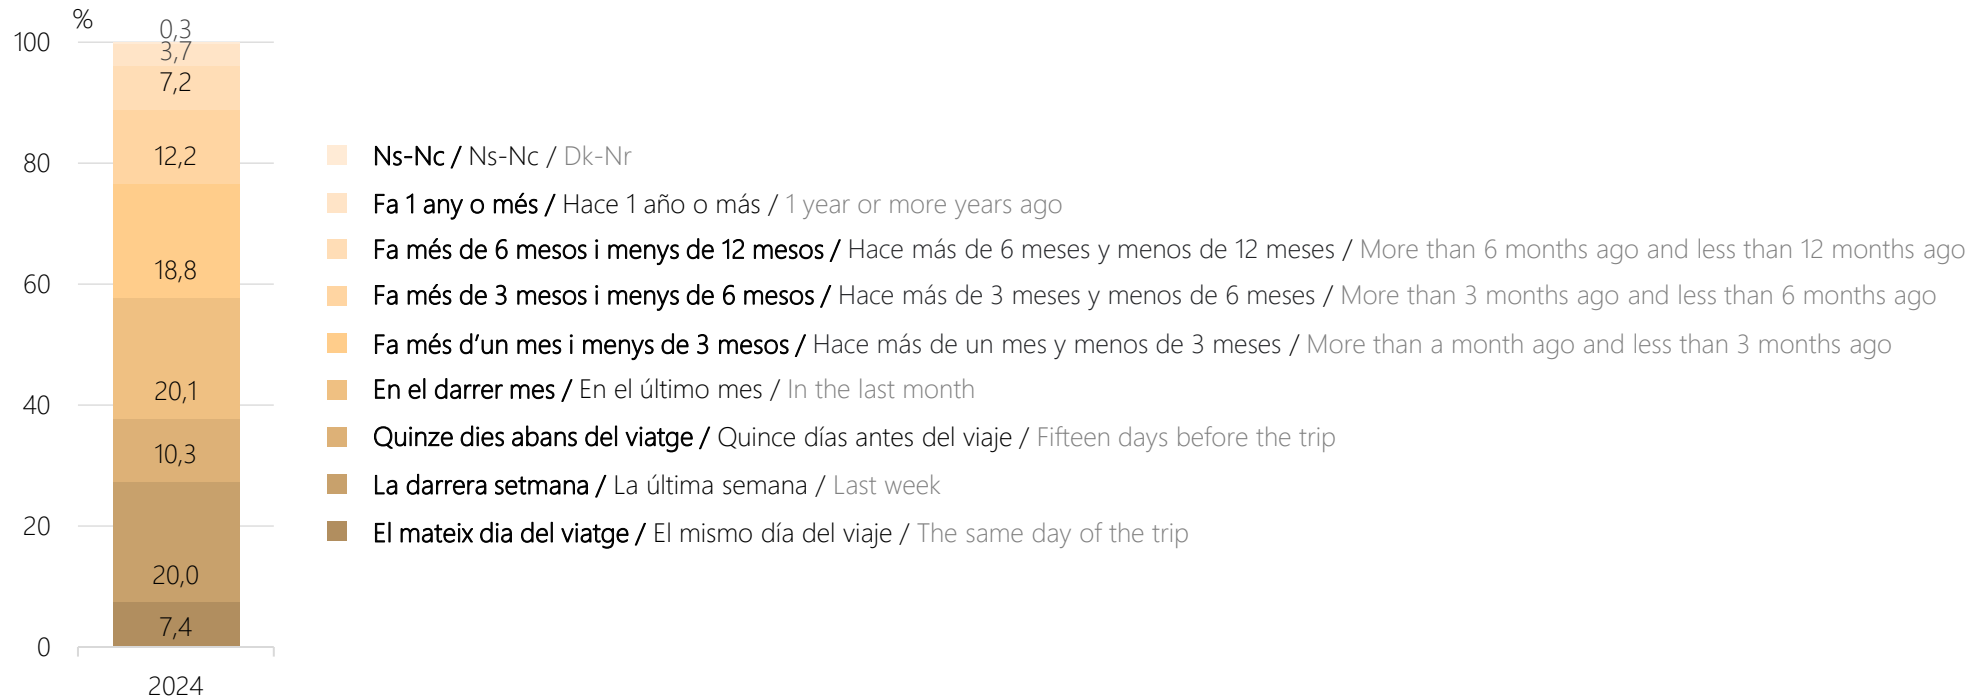 %
0,3
100
3,7
7,2
12,2
80
18,8
60
20,1
40
10,3
20
20,0
7,4
0
2024
Ns-Nc / Ns-Nc / Dk-Nr
Fa 1 any o més / Hace 1 año o más / 1 year or more years ago
Fa més de 6 mesos i menys de 12 mesos / Hace más de 6 meses y menos de 12 meses / More than 6 months ago and less than 12 months ago
Fa més de 3 mesos i menys de 6 mesos / Hace más de 3 meses y menos de 6 meses / More than 3 months ago and less than 6 months ago
Fa més d’un mes i menys de 3 mesos / Hace más de un mes y menos de 3 meses / More than a month ago and less than 3 months ago
En el darrer mes / En el último mes / In the last month
Quinze dies abans del viatge / Quince días antes del viaje / Fifteen days before the trip
La darrera setmana / La última semana / Last week
El mateix dia del viatge / El mismo día del viaje / The same day of the trip